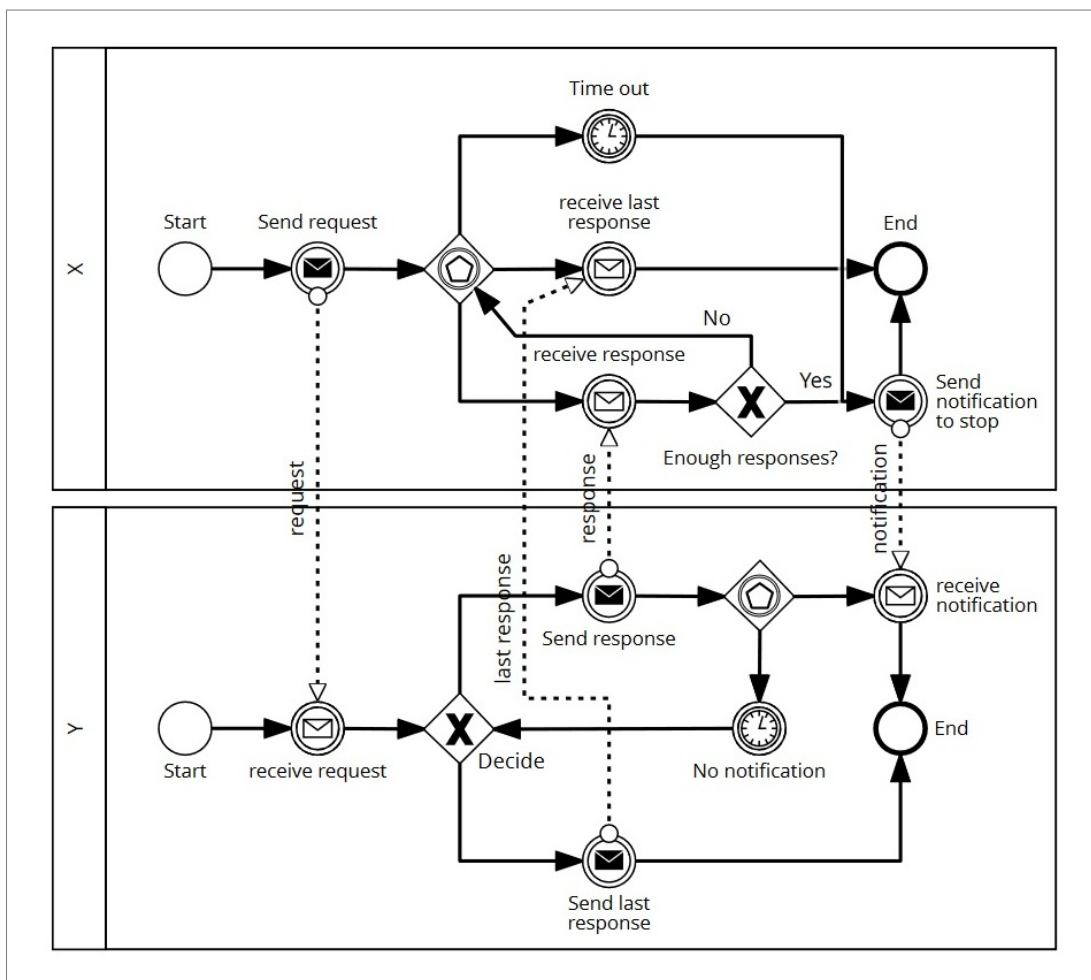 X
Time out
receive last
response
Start
Send request
End
No
receive response
Yes
Send
notification
to stop
Enough responses?
request
response
notification
last response
Y
receive
notification
Send response
Start
receive request
Decide
No notification
End
Send last
response